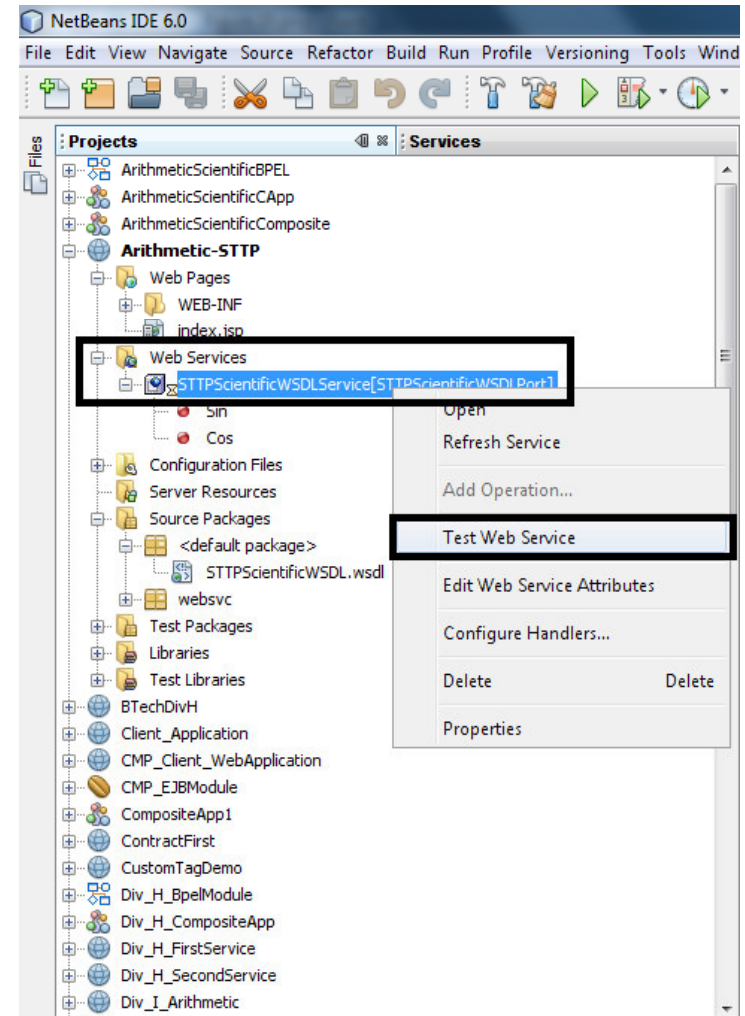 NetBeans IDE 6.0
File Edit View Navigate Source Refactor Build Run Profile Versioning Tools Wind
Files
Projects
Services
ArithmeticScientificBPEL
ArithmeticScientificCApp
ArithmeticScientificComposite
Arithmetic-STTP
Web Pages
WEB-INF
index.jsp
Web Services
STTPScientificWSDLService[STTPScientificWSDLPort]
Sin
Cos
Configuration Files
Server Resources
Source Packages
<default package>
STTPScientificWSDL.wsdl
websvc
Test Packages
Libraries
Test Libraries
BTechDivH
Client_Application
CMP_Client_WebApplication
CMP_EJBModule
CompositeApp1
ContractFirst
CustomTagDemo
Div_H_BpelModule
Div_H_CompositeApp
Div_H_FirstService
Div_H_SecondService
Div_I_Arithmetic
Open
Refresh Service
Add Operation...
Test Web Service
Edit Web Service Attributes
Configure Handlers...
Delete Delete
Properties